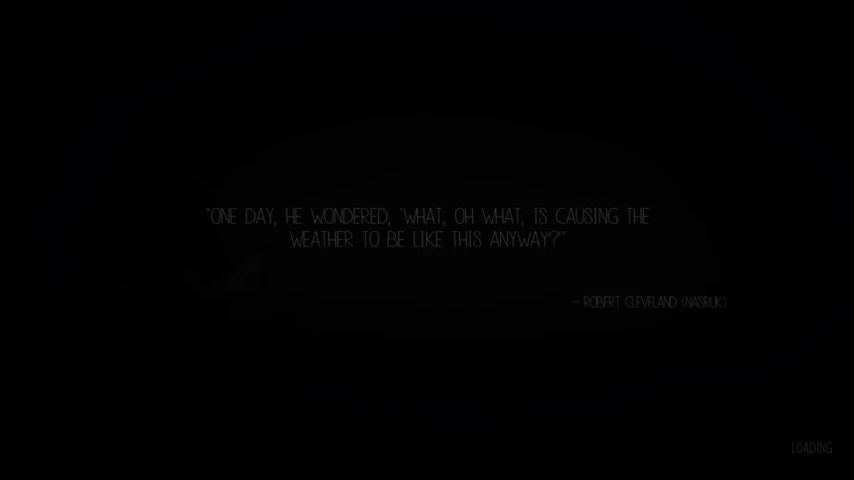 "ONE DAY, HE WONDERED, 'WHAT, OH WHAT, IS CAUSING THE
WEATHER TO BE LIKE THIS ANYWAY?'"
- ROBERT CLEVELAND (NASRUK)
LOADING